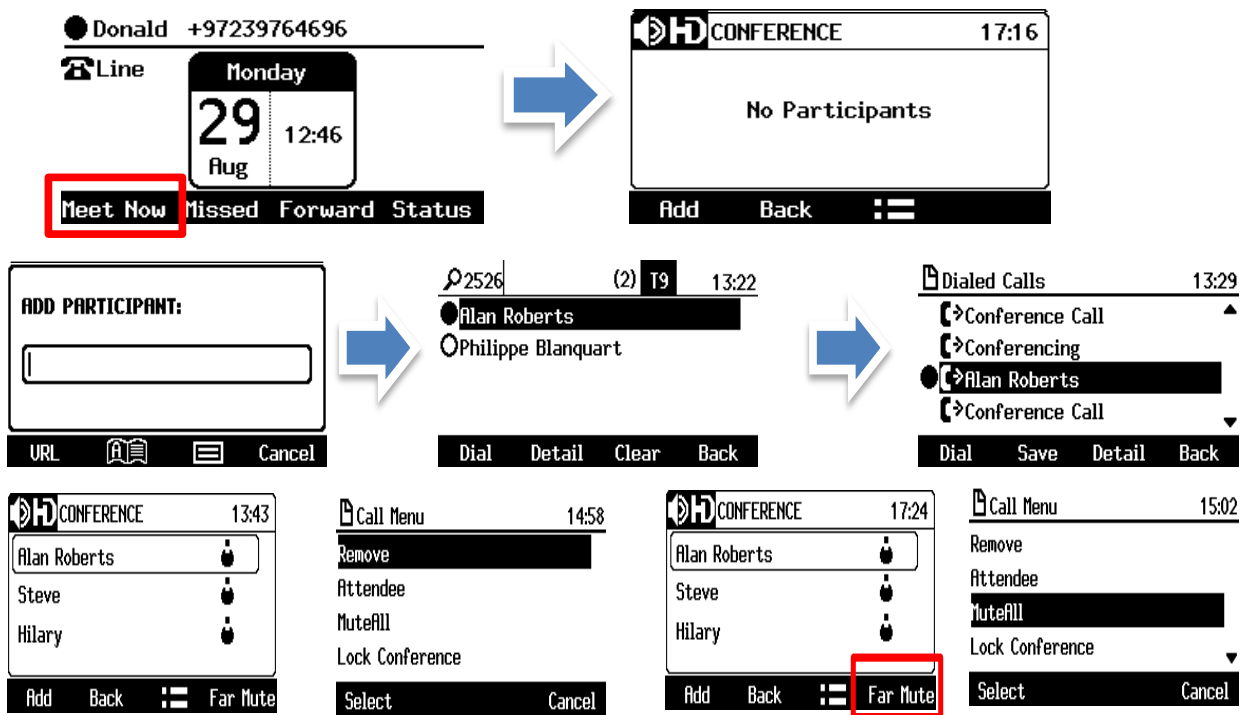 Donald +97239764696
Line
Monday
29
12:46
Aug
Meet Now Missed Forward Status
HD CONFERENCE 17:16
No Participants
Add Back
ADD PARTICIPANT:
URL A Cancel
2526 (2) T9 13:22
Alan Roberts
Philippe Blanquart
Dial Detail Clear Back
Dialed Calls 13:29
Conference Call
Conferencing
Alan Roberts
Conference Call
Dial Save Detail Back
HD CONFERENCE 13:43
Alan Roberts
Steve
Hilary
Add Back Far Mute
Call Menu 14:58
Remove
Attendee
MuteAll
Lock Conference
Select Cancel
HD CONFERENCE 17:24
Alan Roberts
Steve
Hilary
Add Back Far Mute
Call Menu 15:02
Remove
Attendee
MuteAll
Lock Conference
Select Cancel